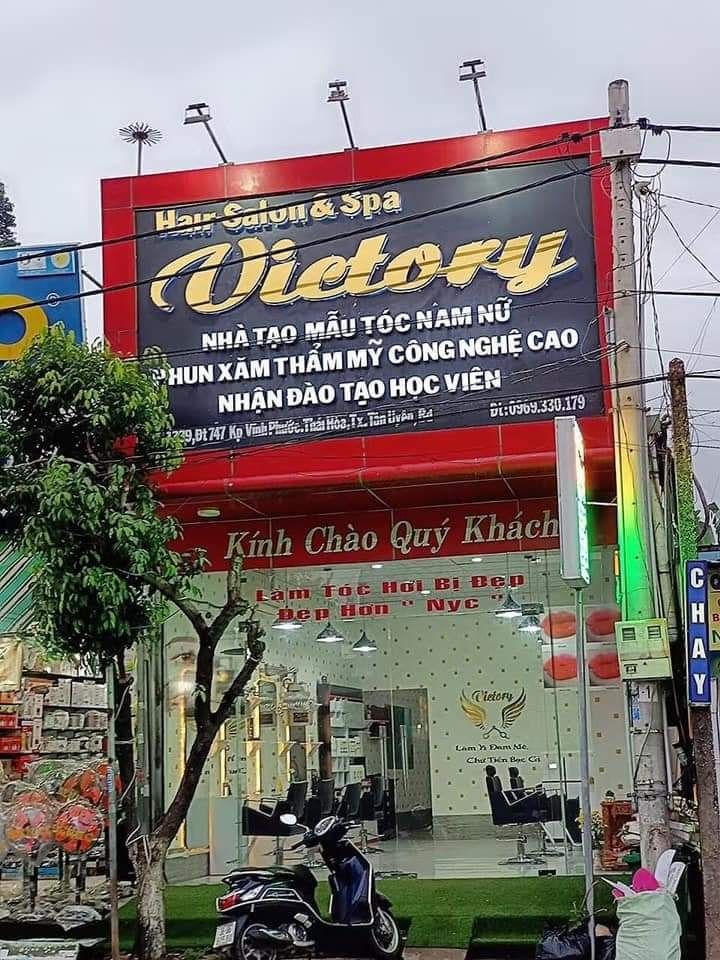 Hair Salon & Spa
Victory
NHÀ TẠO MẪU TÓC NAM NỮ
PHUN XĂM THẨM MỸ CÔNG NGHỆ CAO
NHẬN ĐÀO TẠO HỌC VIÊN
339,Đt747 Kp Vĩnh Phước.Thái Hòa,Tx.Tân Uyên,Bd
Đt:0969.330.179
Kính Chào Quý Khách
Làm Tóc Hơi Bị Đẹp
Đẹp Hơn " Nyc "
Victory
Làm Vì Đam Mê,
Chứ Tiền Bạc Gì
CHAY